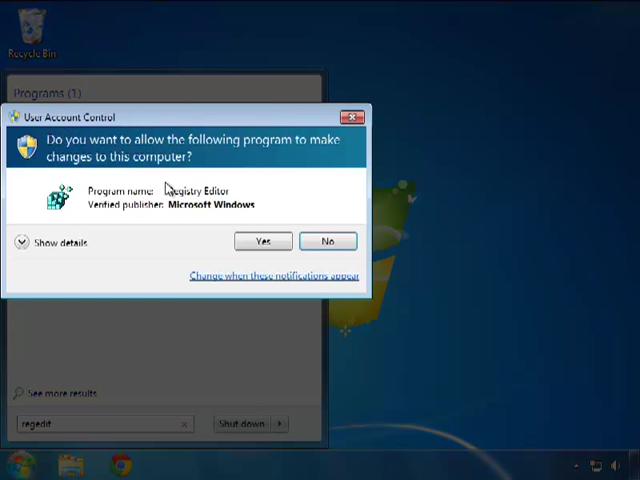 Recycle Bin
Programs (1)
User Account Control
Do you want to allow the following program to make
changes to this computer?
Program name: Registry Editor
Verified publisher: Microsoft Windows
Show details
Yes
No
Change when these notifications appear
See more results
regedit
Shut down